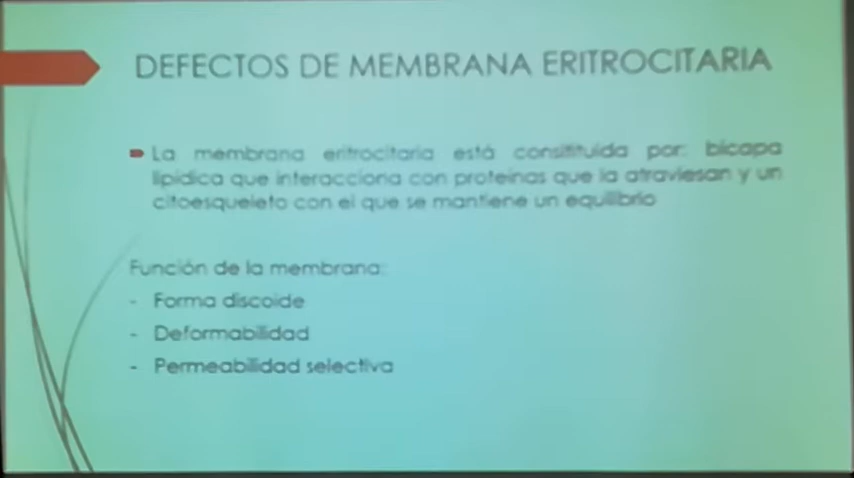 DEFECTOS DE MEMBRANA ERITROCITARIA
La membrana eritrocitaria está consitituida por: bicapa
lipídica que interacciona con proteínas que la atraviesan y un
citoesqueleto con el que se mantiene un equilibrio
Función de la membrana:
- Forma discoide
- Deformabilidad
- Permeabilidad selectiva